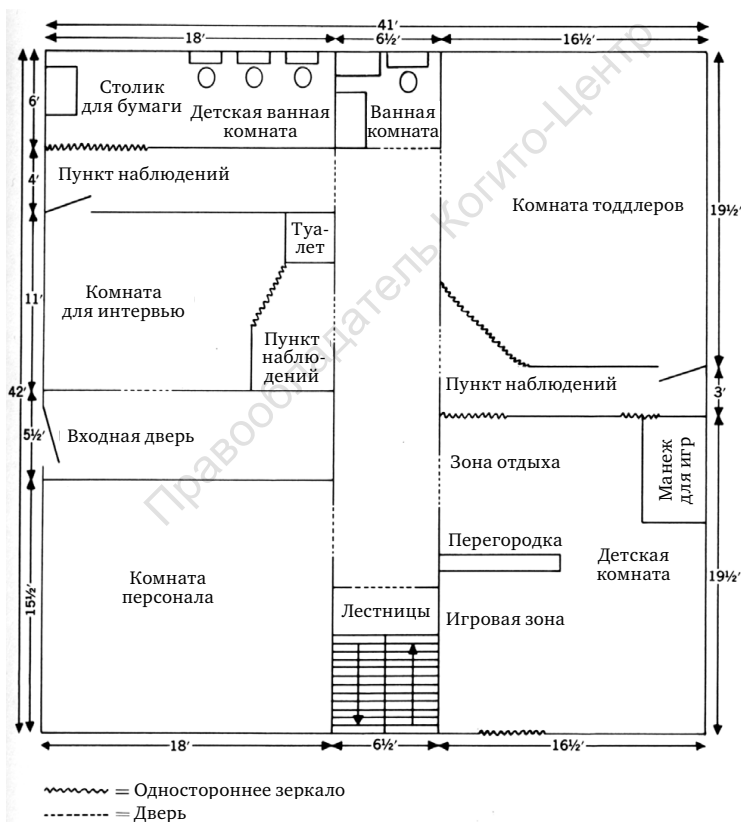 41′
18′
6½′
16½′
Столик
для бумаги
Детская ванная
комната
Ванная
комната
6′
Пункт наблюдений
4′
Комната тоддлеров
19½′
Туа-
лет
Комната
для интервью
11′
Пункт
наблю-
дений
Пункт наблюдений
3′
42′
5½′
Входная дверь
Зона отдыха
Манеж
для игр
Перегородка
Детская
комната
19½′
Комната
персонала
15½′
Лестницы
Игровая зона
18′
6½′
16½′
= Одностороннее зеркало
= Дверь
Правообладатель Когито-Центр